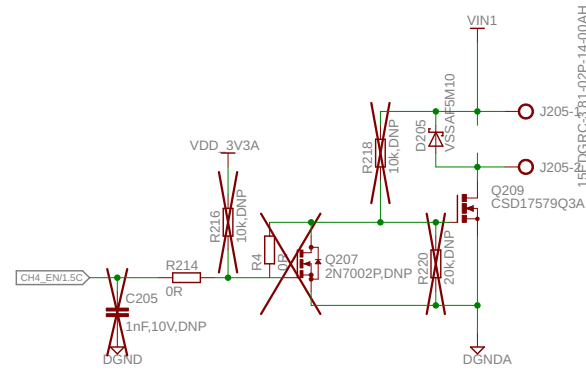 VIN1
15EDGRC-3.81-02P-14-00AH
J205-1
D205
VSSAF5M10
R218
10k,DNP
J205-2
VDD_3V3A
Q209
CSD17579Q3A
R216
10k,DNP
R4
0R
Q207
2N7002P,DNP
R220
20k,DNP
R214
0R
CH4_EN/1.5C
C205
1nF,10V,DNP
DGND
DGNDA